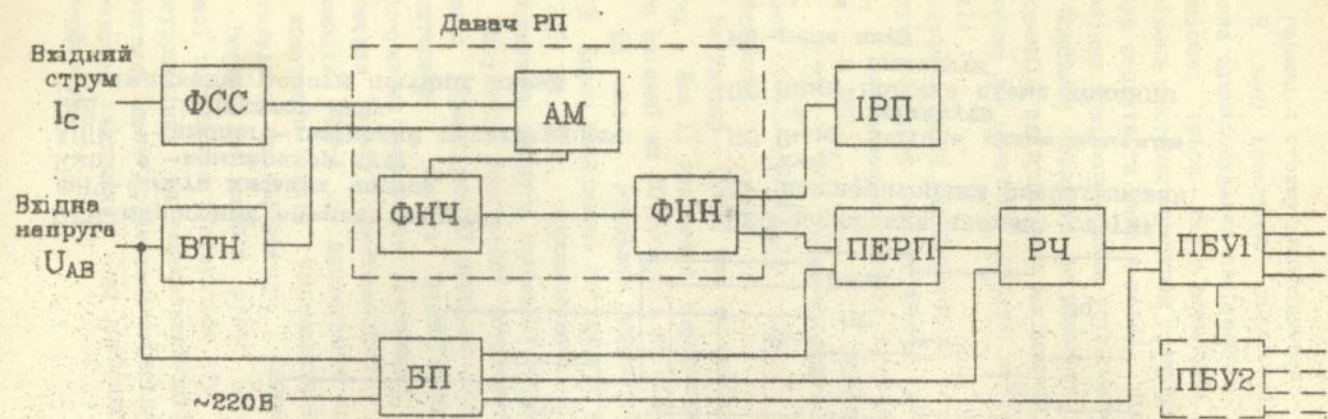 Давач РП
Вхідний
струм
I_C
ФСС
АМ
ІРП
Вхідна
напруга
U_AB
ВТН
ФНЧ
ФНН
ПЕРП
РЧ
ПБУ1
БП
~220В
ПБУ2